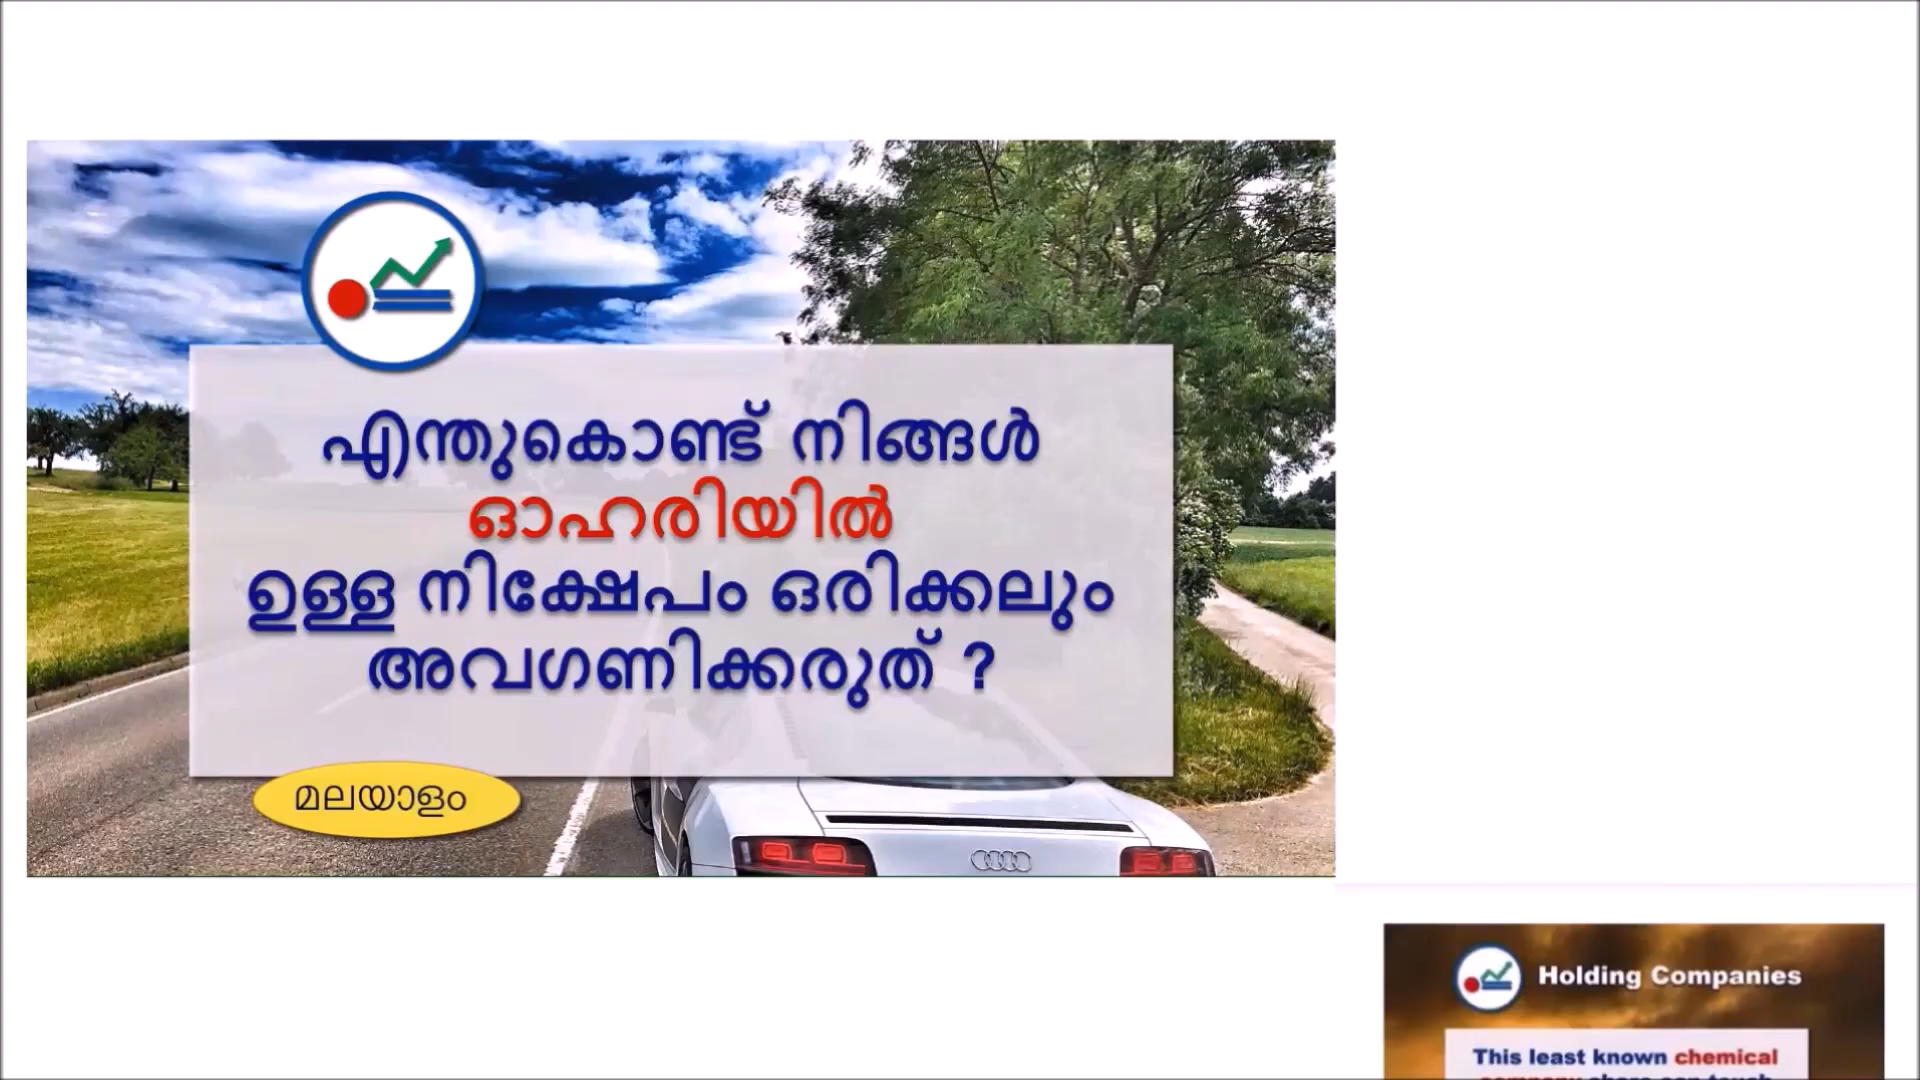 എന്തുകൊണ്ട് നിങ്ങൾ
ഓഹരിയിൽ
ഉള്ള നിക്ഷേപം ഒരിക്കലും
അവഗണിക്കരുത് ?
മലയാളം
Holding Companies
This least known chemical